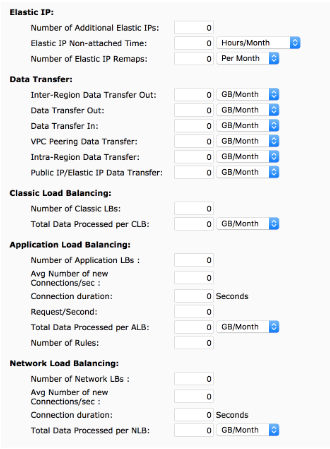 Elastic IP:
Number of Additional Elastic IPs: 0
Elastic IP Non-attached Time: 0 Hours/Month
Number of Elastic IP Remaps: 0 Per Month
Data Transfer:
Inter-Region Data Transfer Out: 0 GB/Month
Data Transfer Out: 0 GB/Month
Data Transfer In: 0 GB/Month
VPC Peering Data Transfer: 0 GB/Month
Intra-Region Data Transfer: 0 GB/Month
Public IP/Elastic IP Data Transfer: 0 GB/Month
Classic Load Balancing:
Number of Classic LBs: 0
Total Data Processed per CLB: 0 GB/Month
Application Load Balancing:
Number of Application LBs : 0
Avg Number of new
Connections/sec : 0
Connection duration: 0 Seconds
Request/Second: 0
Total Data Processed per ALB: 0 GB/Month
Number of Rules: 0
Network Load Balancing:
Number of Network LBs : 0
Avg Number of new
Connections/sec : 0
Connection duration: 0 Seconds
Total Data Processed per NLB: 0 GB/Month